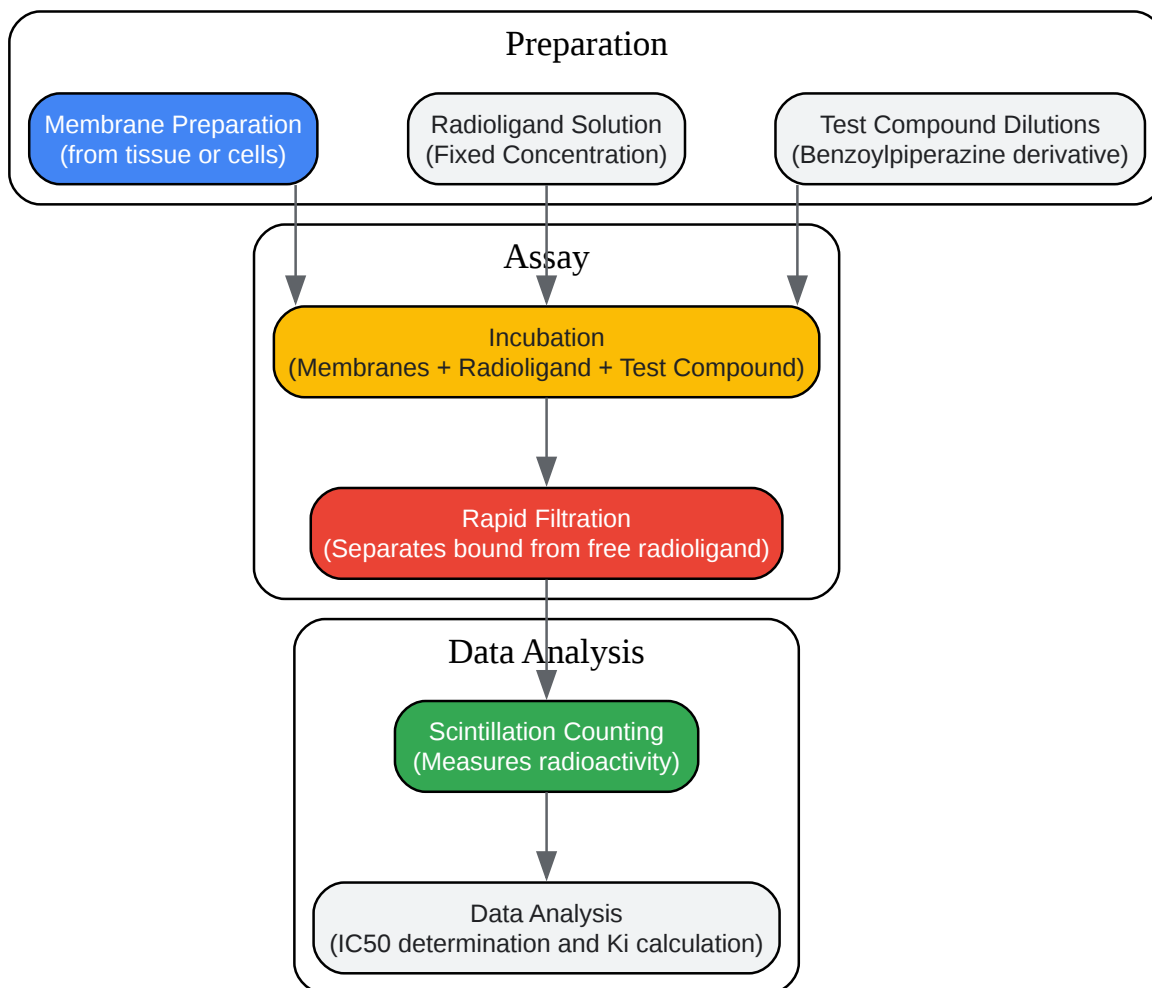 Preparation
Membrane Preparation
(from tissue or cells)
Radioligand Solution
(Fixed Concentration)
Test Compound Dilutions
(Benzoylpiperazine derivative)
Assay
Incubation
(Membranes + Radioligand + Test Compound)
Rapid Filtration
(Separates bound from free radioligand)
Data Analysis
Scintillation Counting
(Measures radioactivity)
Data Analysis
(IC50 determination and Ki calculation)